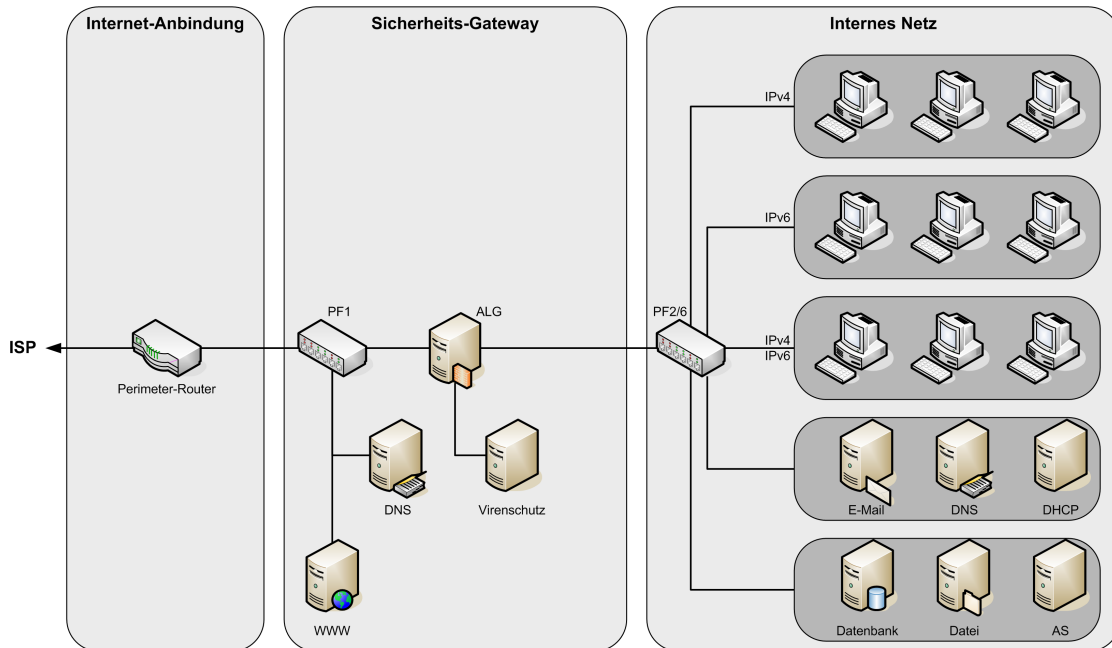 Internet-Anbindung
Sicherheits-Gateway
Internes Netz
IPv4
IPv6
PF1
ALG
PF2/6
IPv4
IPv6
ISP
Perimeter-Router
DNS
Virenschutz
E-Mail
DNS
DHCP
WWW
Datenbank
Datei
AS